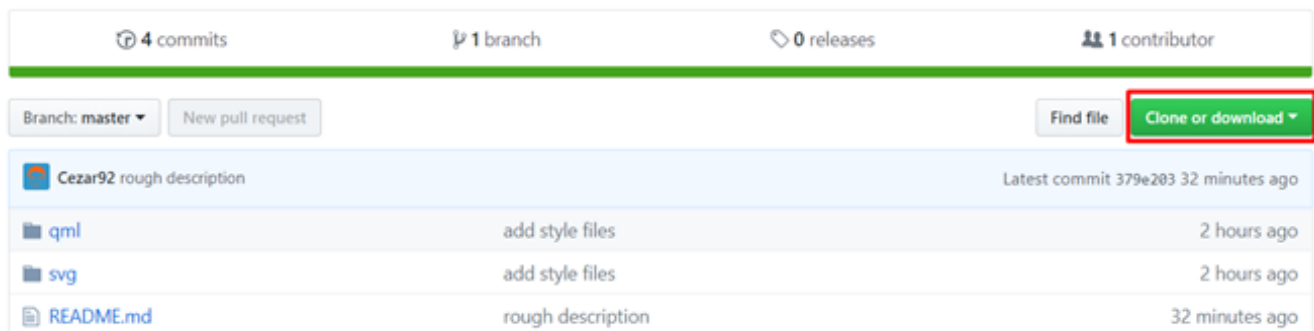 4 commits 1 branch 0 releases 1 contributor
Branch: master New pull request Find file Clone or download
Cezar92 rough description Latest commit 379e203 32 minutes ago
qml add style files 2 hours ago
svg add style files 2 hours ago
README.md rough description 32 minutes ago